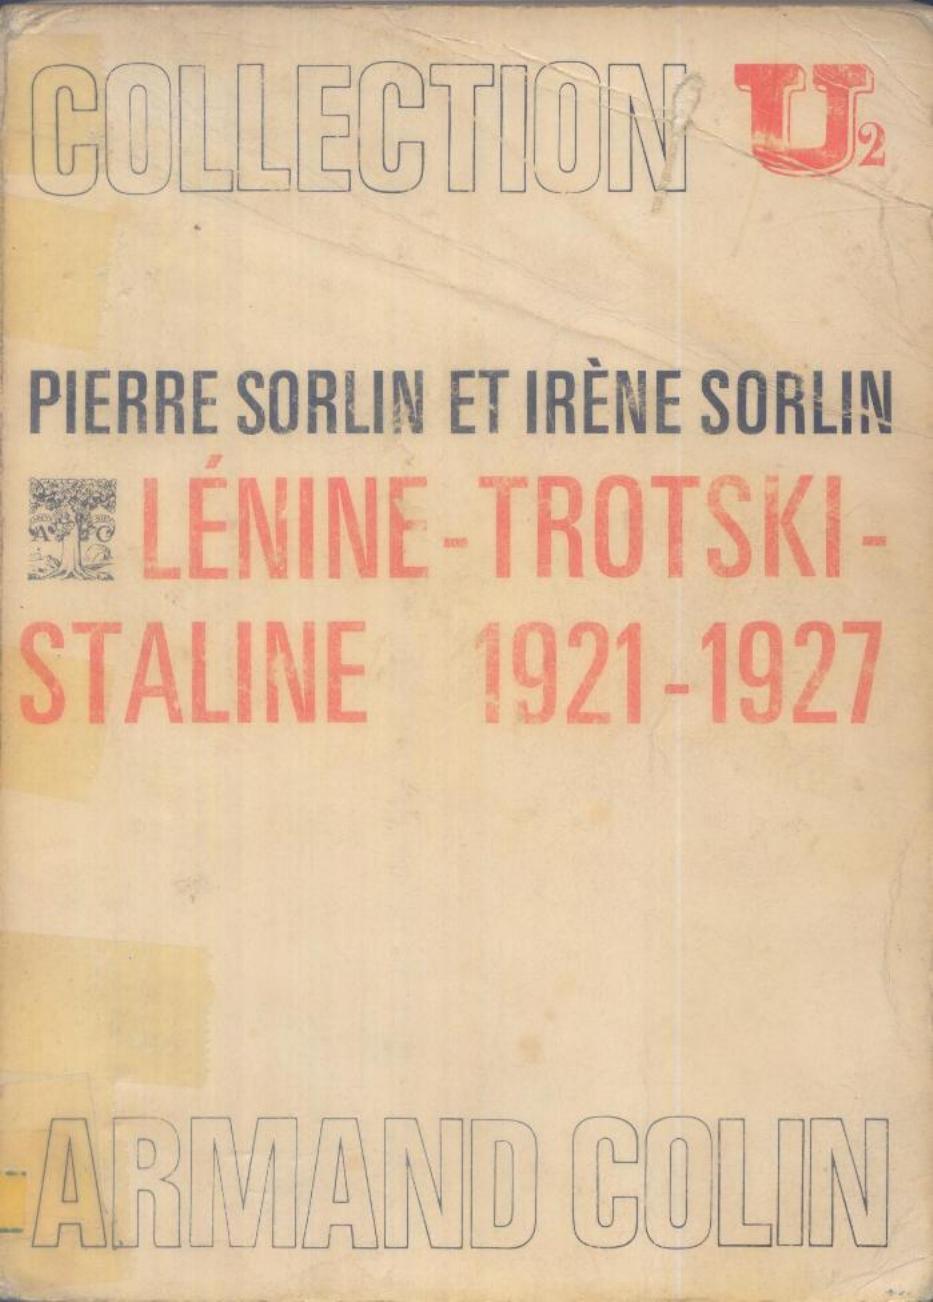 COLLECTION U2
PIERRE SORLIN ET IRÈNE SORLIN
A C LÉNINE-TROTSKI-
STALINE 1921-1927
ARMAND COLIN